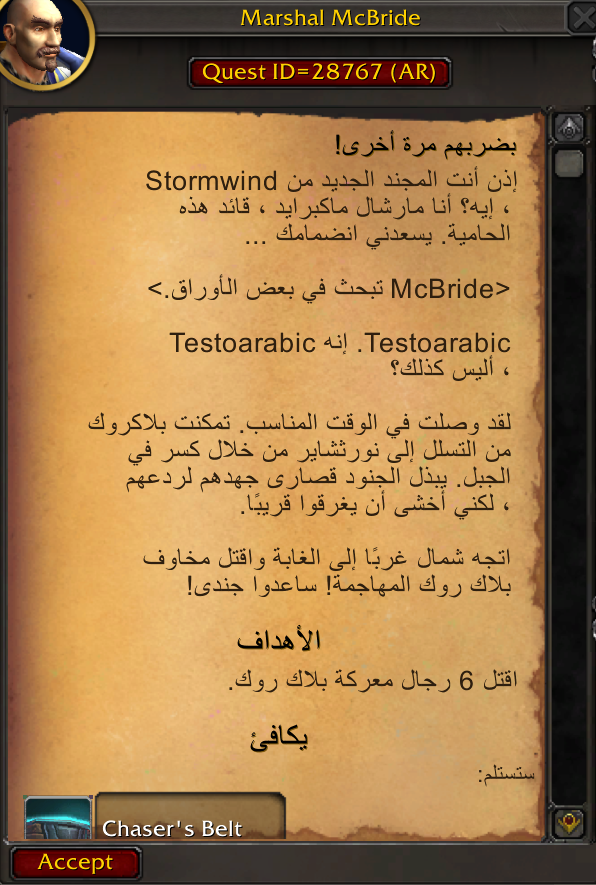 Marshal McBride
Quest ID=28767 (AR)
بضربهم مرة أخرى!
إذن أنت المجند الجديد من Stormwind
، إيه؟ أنا مارشال ماكبرايد ، قائد هذه
الحامية. يسعدني انضمامك ...
<McBride تبحث في بعض الأوراق.>
Testoarabic. إنه Testoarabic
، أليس كذلك؟
لقد وصلت في الوقت المناسب. تمكنت بلاكروك
من التسلل إلى نورثشاير من خلال كسر في
الجبل. يبذل الجنود قصارى جهدهم لردعهم
، لكني أخشى أن يغرقوا قريبًا.
اتجه شمال غربًا إلى الغابة واقتل مخاوف
بلاك روك المهاجمة! ساعدوا جندى!
الأهداف
اقتل 6 رجال معركة بلاك روك.
يكافئ
ستستلم:
Chaser's Belt
Accept